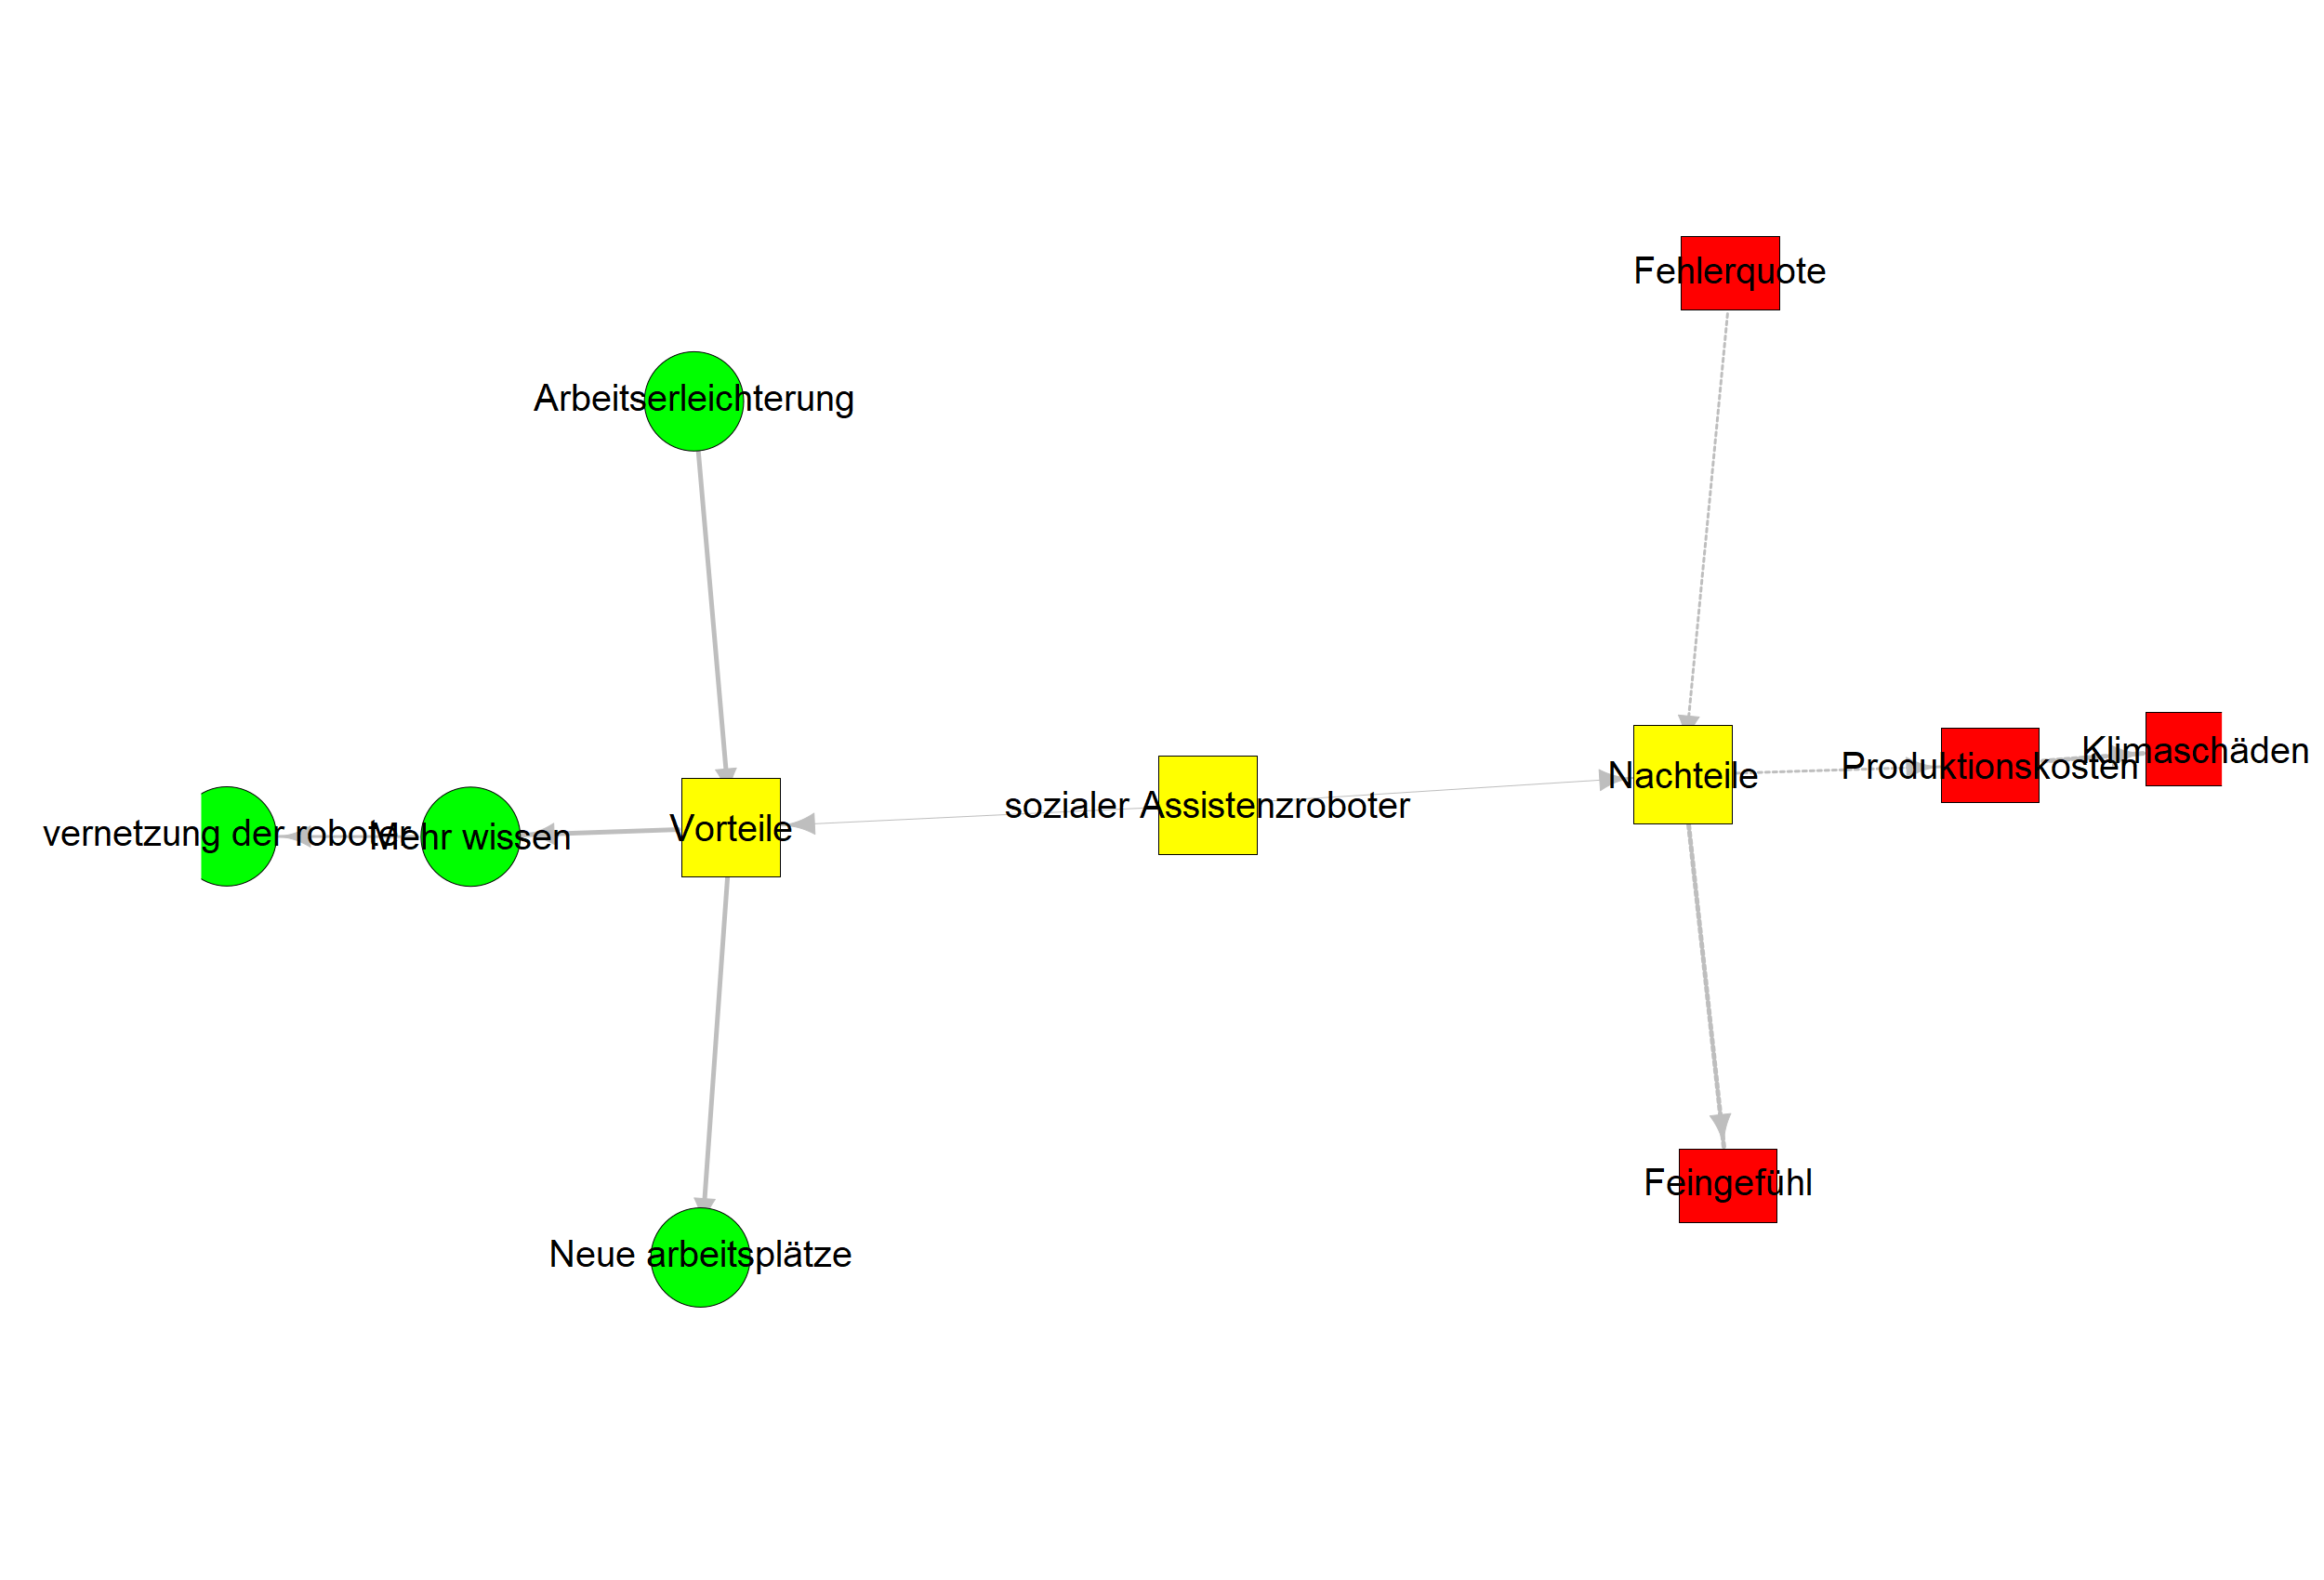 Fehlerquote
Arbeitserleichterung
Klimaschäden
Produktionskosten
Nachteile
sozialer Assistenzroboter
Vorteile
vernetzung der roboter
Mehr wissen
Feingefühl
Neue arbeitsplätze